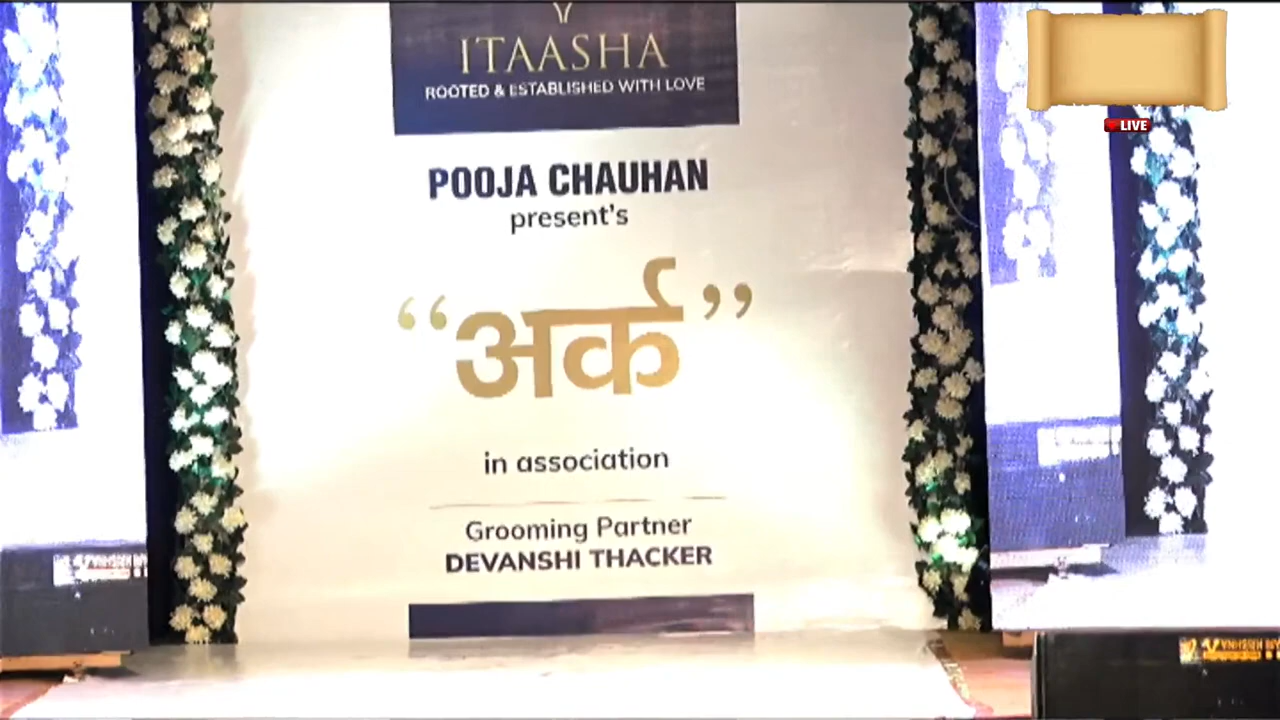 ITAASHA
ROOTED & ESTABLISHED WITH LOVE
LIVE
POOJA CHAUHAN
present's
“अर्क”
in association
Grooming Partner
DEVANSHI THACKER